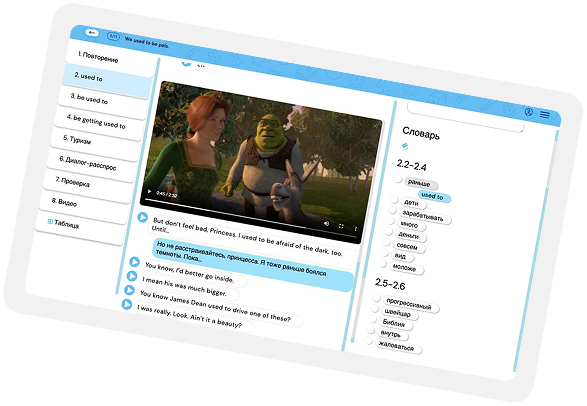 2/11
We used to be pals.
1. Повторение
2. used to
3. be used to
4. be getting used to
5. Туризм
6. Диалог-расспрос
7. Проверка
8. Видео
Таблица
0:45 / 2:32
But don't feel bad, Princess. I used to be afraid of the dark, too.
Until...
Но не расстраивайтесь, принцесса. Я тоже раньше боялся
темноты. Пока...
You know, I'd better go inside.
I mean his was much bigger.
You know James Dean used to drive one of these?
I was really. Look. Ain't it a beauty?
Словарь
2.2-2.4
раньше
used to
дети
зарабатывать
много
деньги
совсем
вид
моложе
2.5-2.6
прогрессивный
швейцар
Библия
внутрь
жаловаться